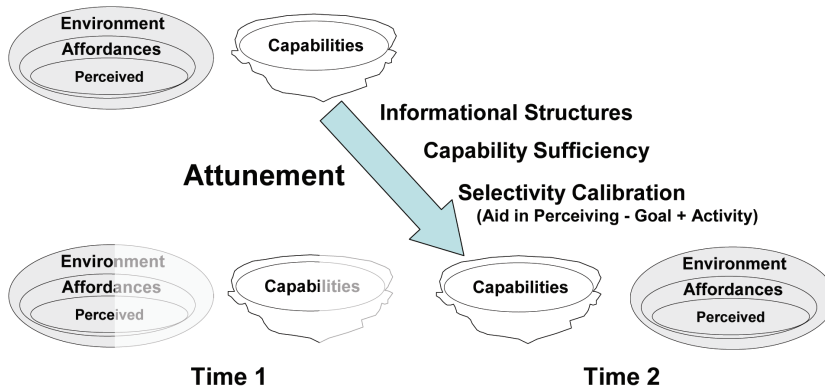 Environment
Affordances
Perceived
Capabilities
Informational Structures
Capability Sufficiency
Attunement
Selectivity Calibration
(Aid in Perceiving - Goal + Activity)
Environment
Affordances
Perceived
Capabilities
Capabilities
Environment
Affordances
Perceived
Time 1
Time 2